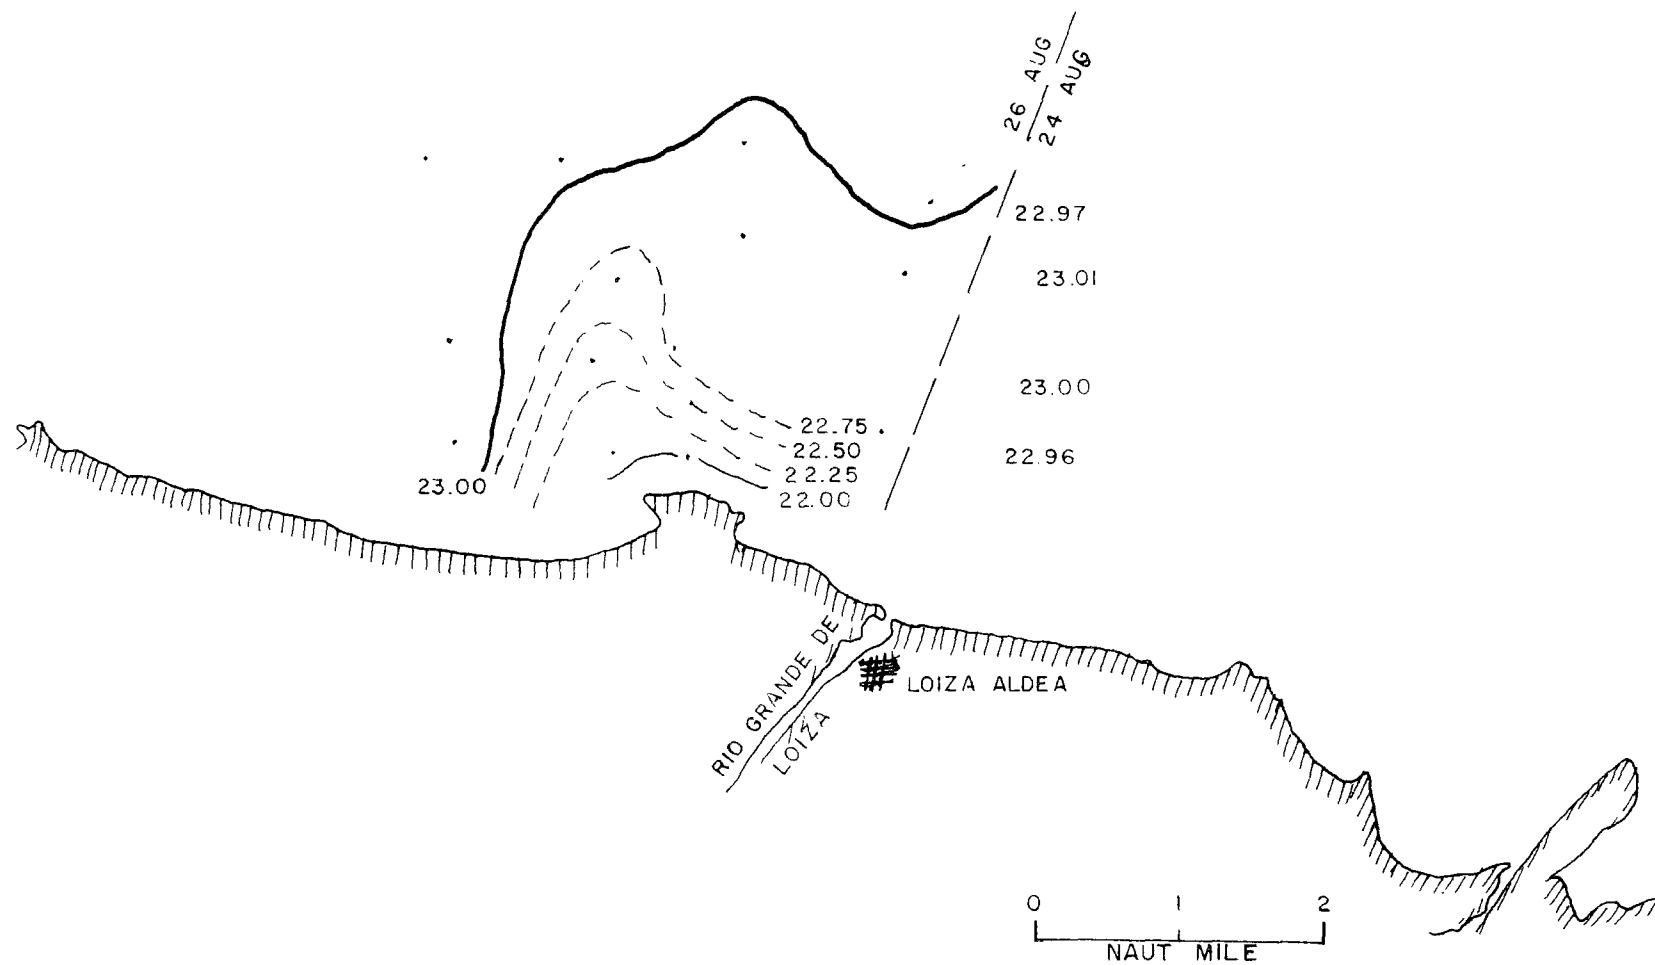 26 AUG
24 AUG
22.97
23.01
23.00
22.96
22.75
22.50
22.25
22.00
23.00
RIO GRANDE DE
LOIZA
LOIZA ALDEA
0 1 2
NAUT MILE